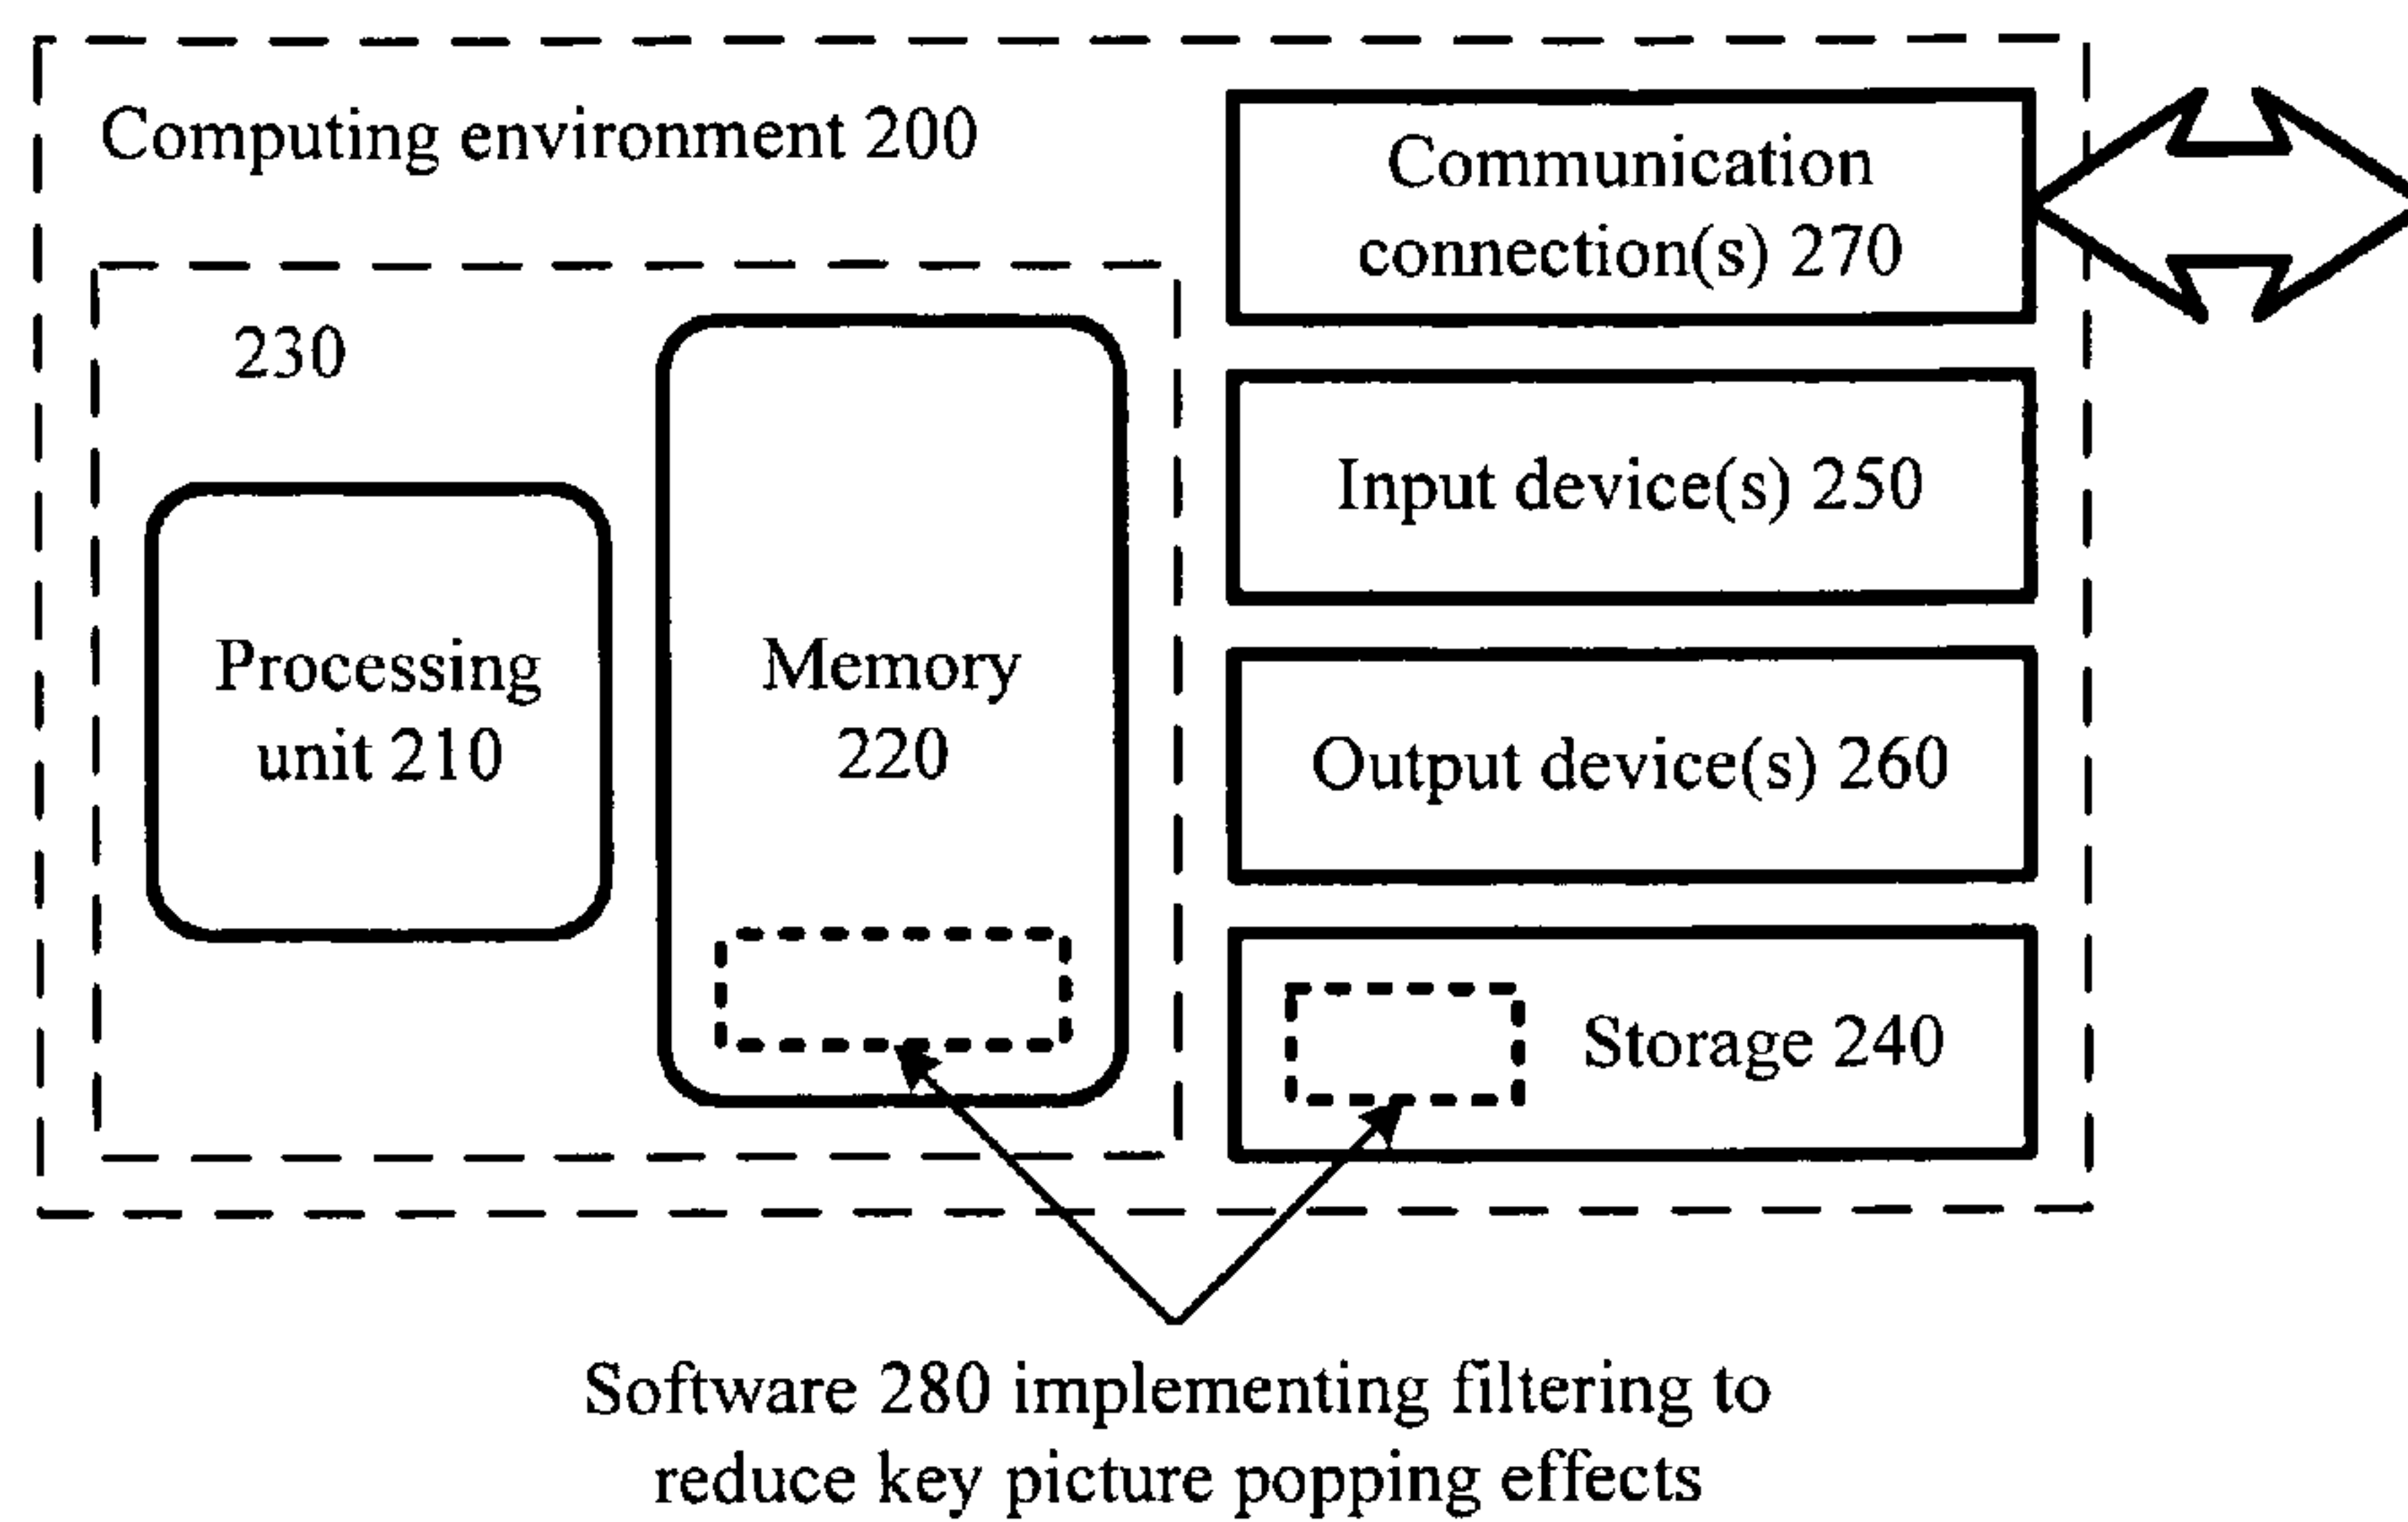 Computing environment 200
Communication
connection(s) 270
230
Input device(s) 250
Processing
unit 210
Memory
220
Output device(s) 260
Storage 240
Software 280 implementing filtering to
reduce key picture popping effects